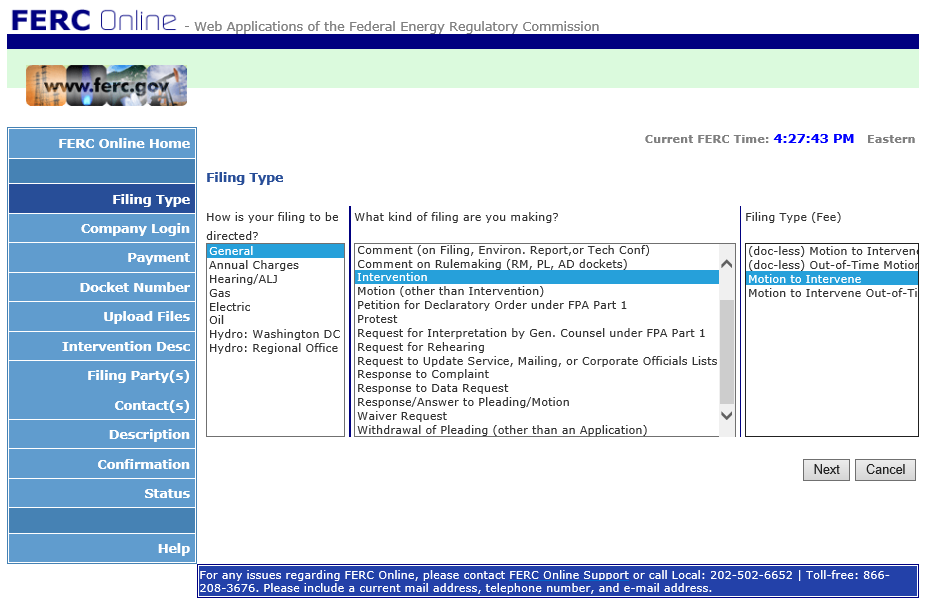 FERC Online - Web Applications of the Federal Energy Regulatory Commission
www.ferc.gov
FERC Online Home
Filing Type
Company Login
Payment
Docket Number
Upload Files
Intervention Desc
Filing Party(s)
Contact(s)
Description
Confirmation
Status
Help
Current FERC Time: 4:27:43 PM Eastern
Filing Type
How is your filing to be
directed?
General
Annual Charges
Hearing/ALJ
Gas
Electric
Oil
Hydro: Washington DC
Hydro: Regional Office
What kind of filing are you making?
Comment (on Filing, Environ. Report,or Tech Conf)
Comment on Rulemaking (RM, PL, AD dockets)
Intervention
Motion (other than Intervention)
Petition for Declaratory Order under FPA Part 1
Protest
Request for Interpretation by Gen. Counsel under FPA Part 1
Request for Rehearing
Request to Update Service, Mailing, or Corporate Officials Lists
Response to Complaint
Response to Data Request
Response/Answer to Pleading/Motion
Waiver Request
Withdrawal of Pleading (other than an Application)
Filing Type (Fee)
(doc-less) Motion to Intervene
(doc-less) Out-of-Time Motion
Motion to Intervene
Motion to Intervene Out-of-Ti
Next Cancel
For any issues regarding FERC Online, please contact FERC Online Support or call Local: 202-502-6652 | Toll-free: 866-
208-3676. Please include a current mail address, telephone number, and e-mail address.